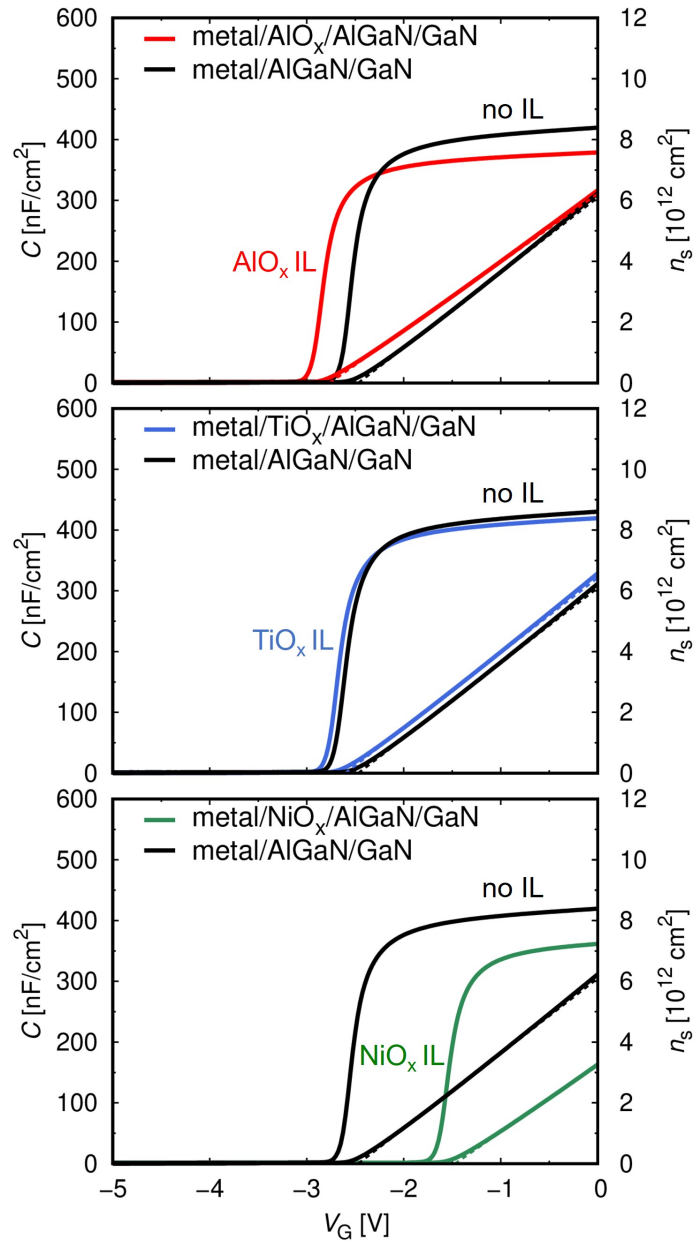 metal/AlOₓ/AlGaN/GaN
metal/AlGaN/GaN
no IL
AlOₓ IL
C [nF/cm²]
600
500
400
300
200
100
0
nₛ [10¹² cm²]
12
10
8
6
4
2
0
metal/TiOₓ/AlGaN/GaN
metal/AlGaN/GaN
no IL
TiOₓ IL
C [nF/cm²]
600
500
400
300
200
100
0
nₛ [10¹² cm²]
12
10
8
6
4
2
0
metal/NiOₓ/AlGaN/GaN
metal/AlGaN/GaN
no IL
NiOₓ IL
C [nF/cm²]
600
500
400
300
200
100
0
nₛ [10¹² cm²]
12
10
8
6
4
2
0
−5 −4 −3 −2 −1 0
V_G [V]